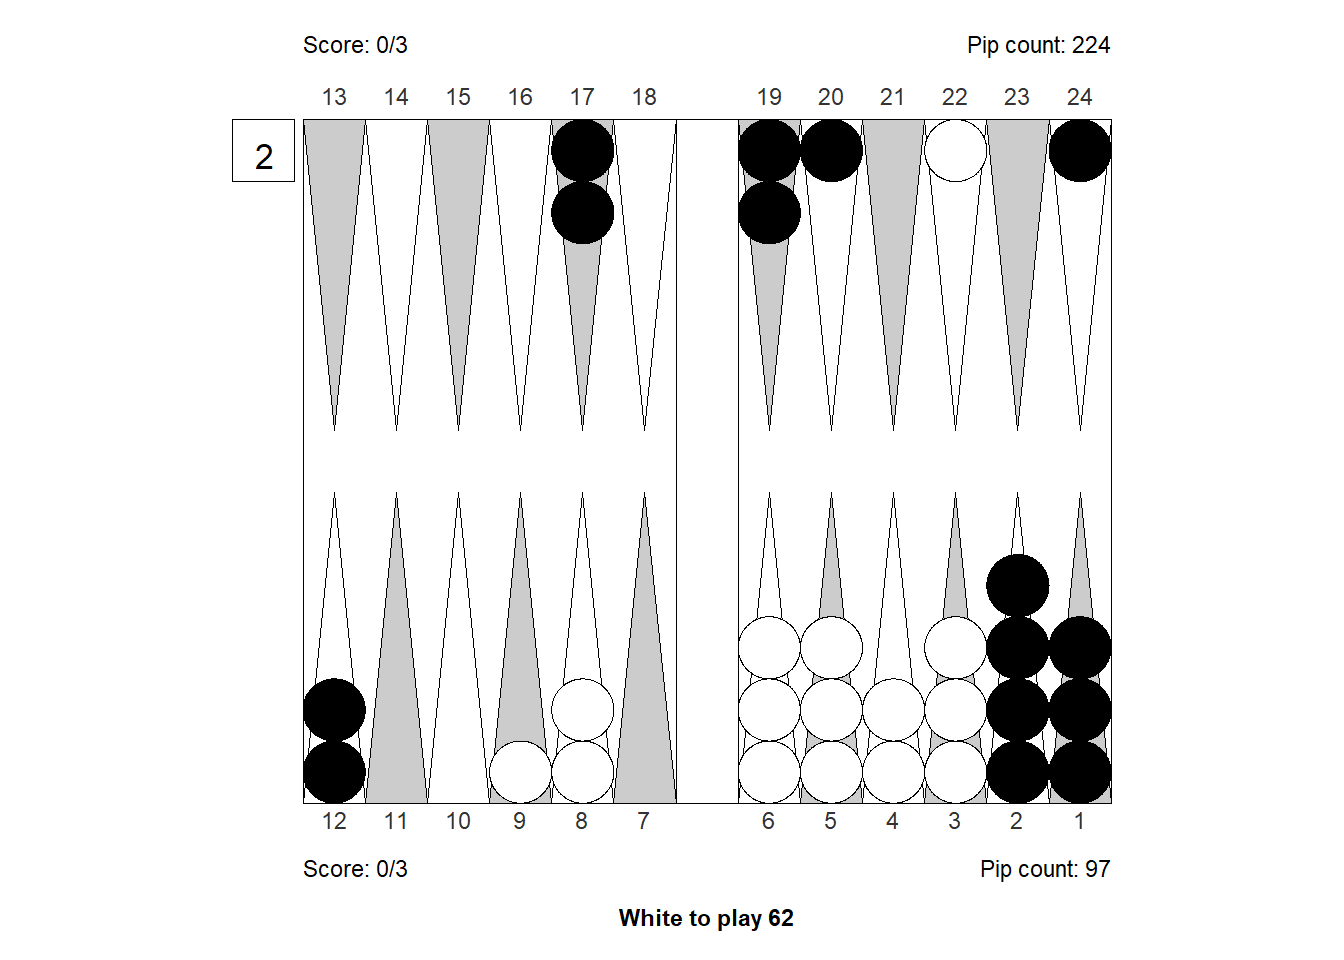 Score: 0/3 Pip count: 224
13 14 15 16 17 18 19 20 21 22 23 24
2
12 11 10 9 8 7 6 5 4 3 2 1
Score: 0/3 Pip count: 97
White to play 62